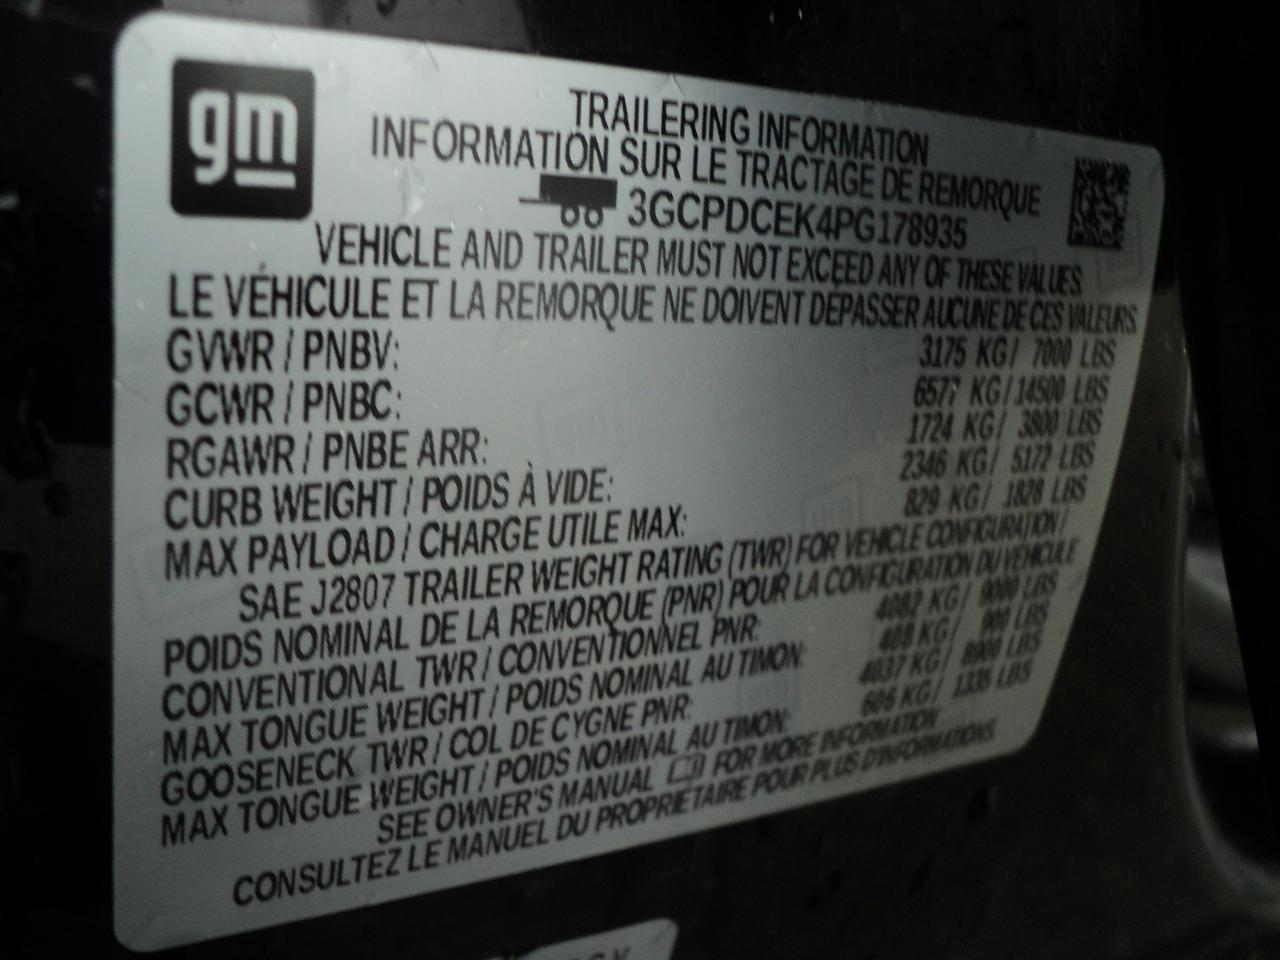 gm
TRAILERING INFORMATION
INFORMATION SUR LE TRACTAGE DE REMORQUE
3GCPDCEK4PG178935
VEHICLE AND TRAILER MUST NOT EXCEED ANY OF THESE VALUES.
LE VÉHICULE ET LA REMORQUE NE DOIVENT DÉPASSER AUCUNE DE CES VALEURS.
GVWR / PNBV: 3175 KG/ 7000 LBS
GCWR / PNBC: 6577 KG/ 14500 LBS
RGAWR / PNBE ARR: 1724 KG/ 3800 LBS
CURB WEIGHT / POIDS À VIDE: 2346 KG/ 5172 LBS
MAX PAYLOAD / CHARGE UTILE MAX: 829 KG/ 1828 LBS
SAE J2807 TRAILER WEIGHT RATING (TWR) FOR VEHICLE CONFIGURATION /
POIDS NOMINAL DE LA REMORQUE (PNR) POUR LA CONFIGURATION DU VÉHICULE
CONVENTIONAL TWR / CONVENTIONNEL PNR: 4082 KG/ 9000 LBS
MAX TONGUE WEIGHT / POIDS NOMINAL AU TIMON: 408 KG/ 900 LBS
GOOSENECK TWR / COL DE CYGNE PNR: 4037 KG/ 8900 LBS
MAX TONGUE WEIGHT / POIDS NOMINAL AU TIMON: 606 KG/ 1335 LBS
SEE OWNER'S MANUAL FOR MORE INFORMATION.
CONSULTEZ LE MANUEL DU PROPRIÉTAIRE POUR PLUS D'INFORMATIONS.